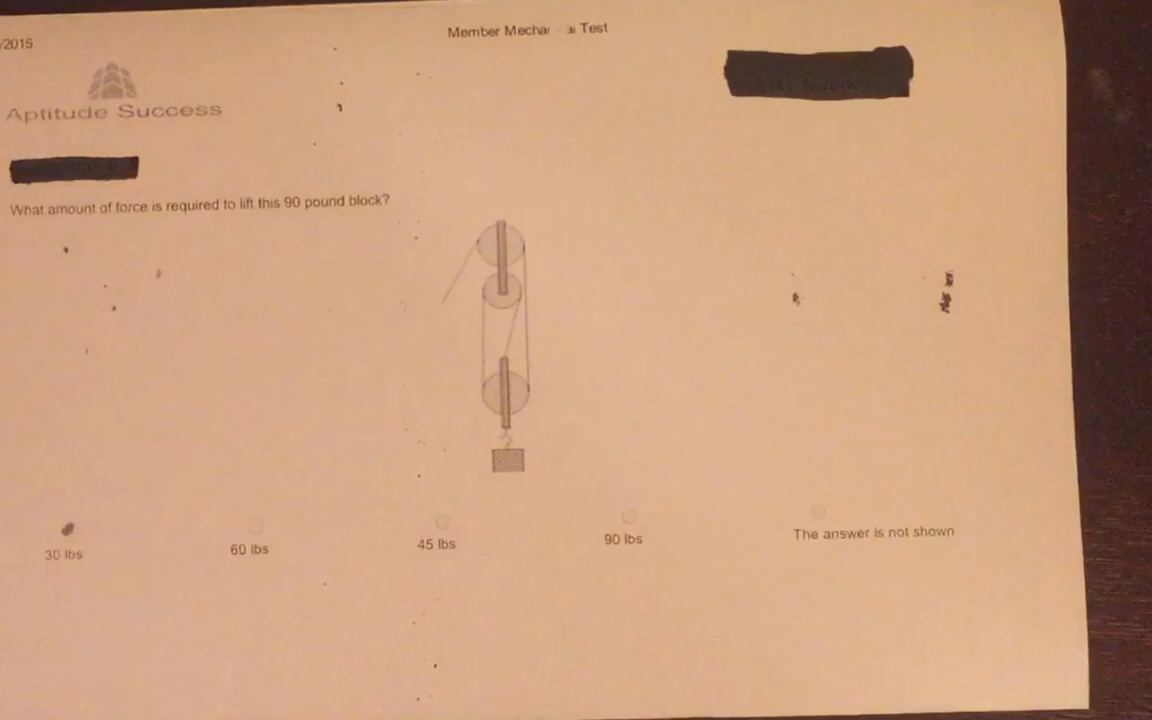 /2015
Member Mecha Test
Aptitude Success
What amount of force is required to lift this 90 pound block?
30 lbs
60 lbs
45 lbs
90 lbs
The answer is not shown